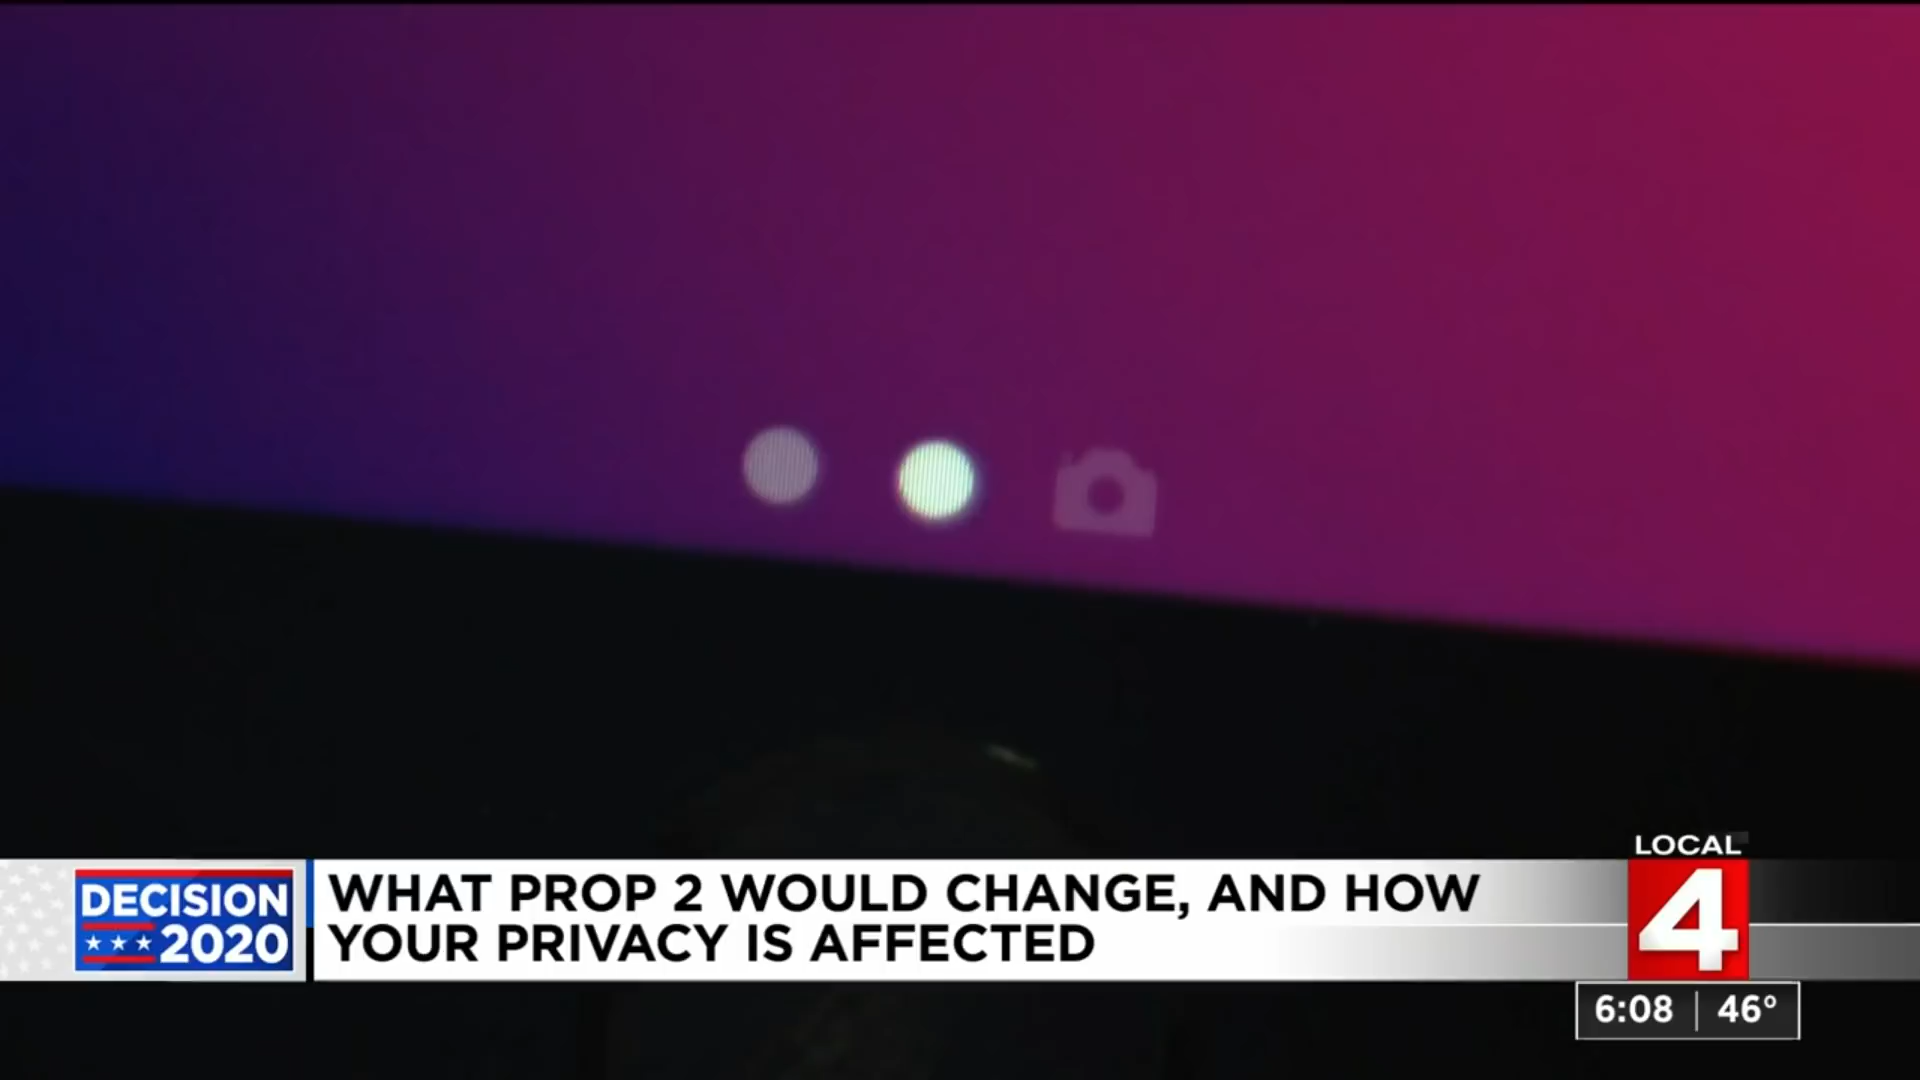 LOCAL
DECISION
2020
WHAT PROP 2 WOULD CHANGE, AND HOW
YOUR PRIVACY IS AFFECTED
4
6:08 46°